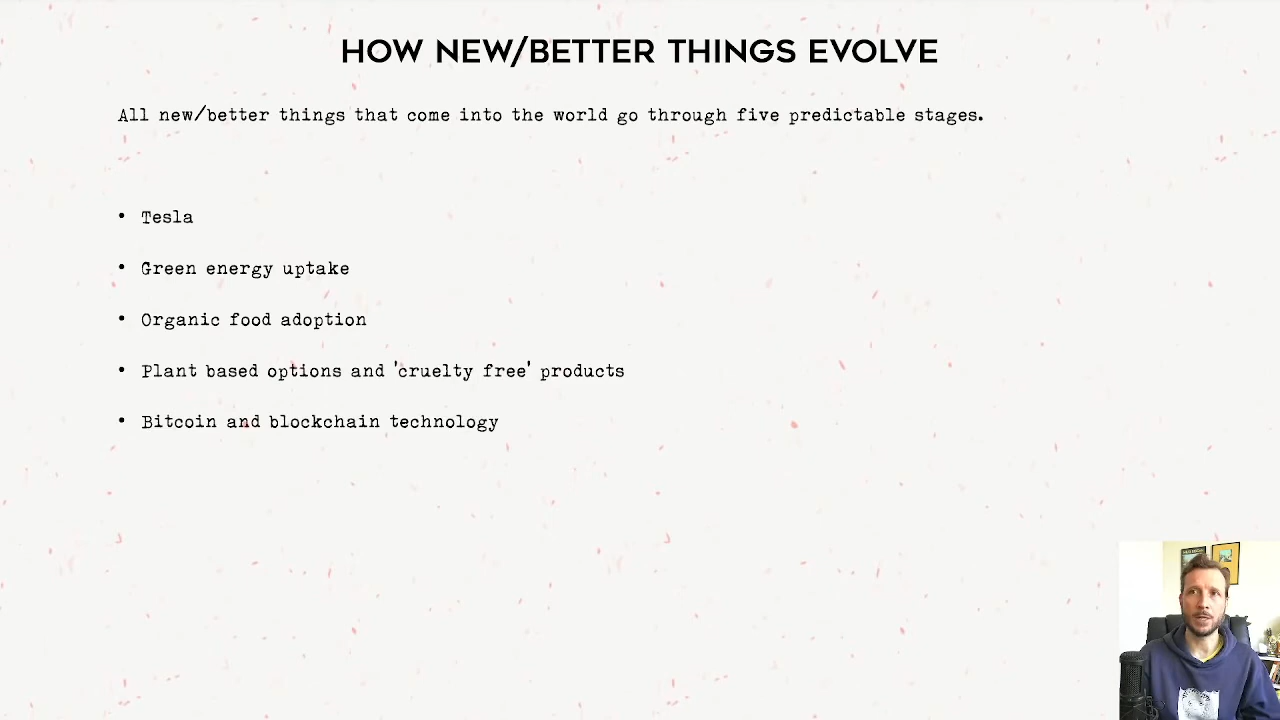 HOW NEW/BETTER THINGS EVOLVE
All new/better things that come into the world go through five predictable stages.
• Tesla
• Green energy uptake
• Organic food adoption
• Plant based options and 'cruelty free' products
• Bitcoin and blockchain technology